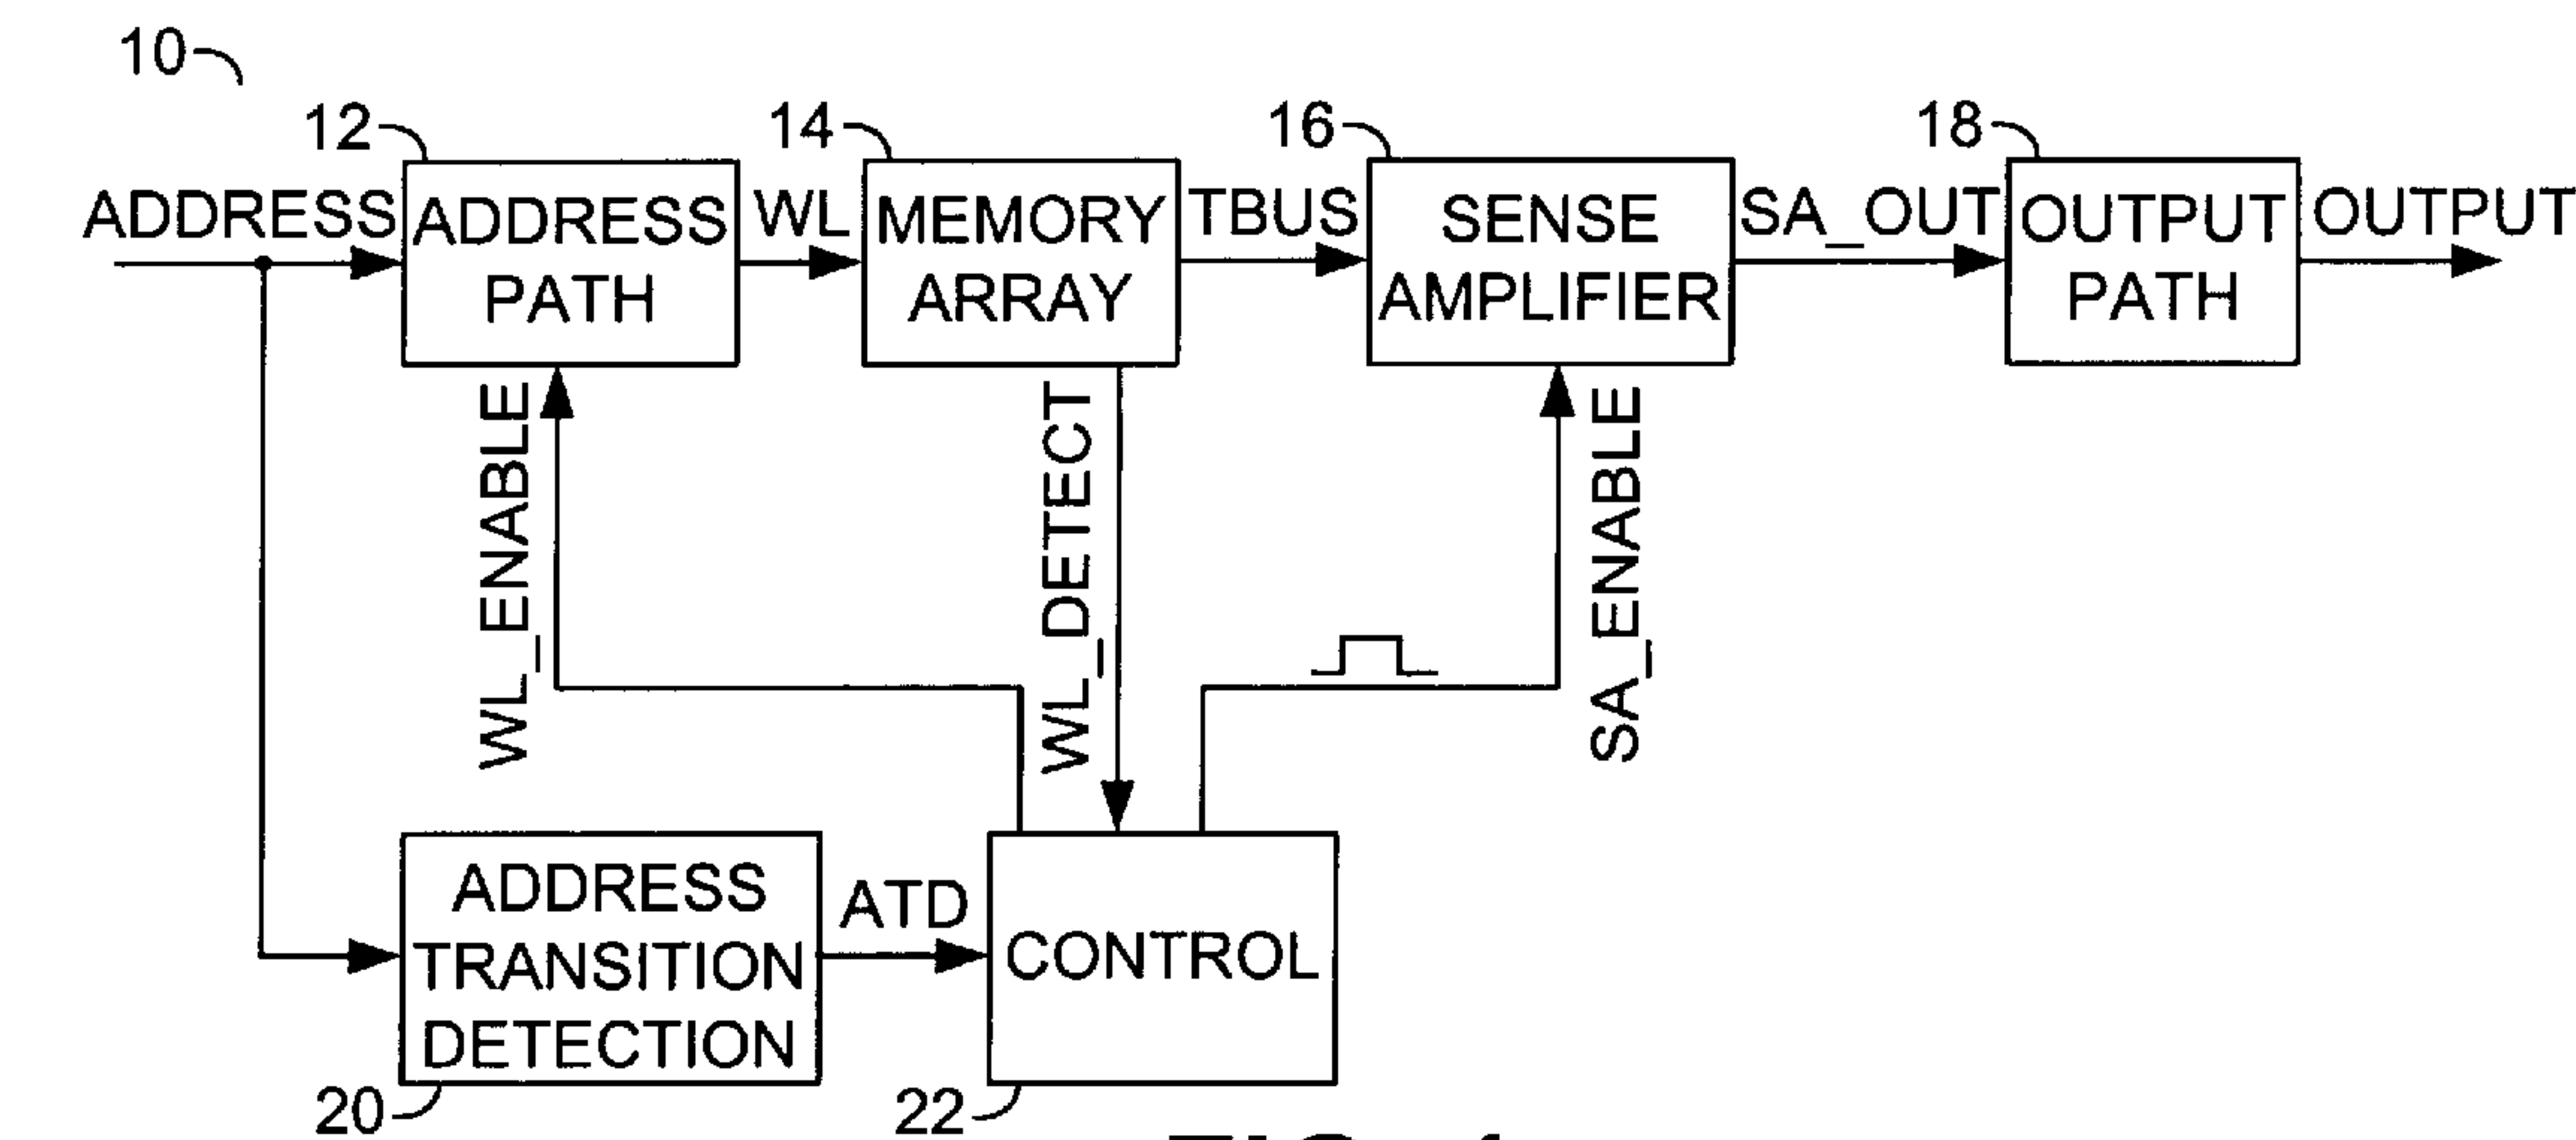 10
12
14
16
18
ADDRESS
ADDRESS
PATH
WL
MEMORY
ARRAY
TBUS
SENSE
AMPLIFIER
SA_OUT
OUTPUT
PATH
OUTPUT
WL_ENABLE
WL_DETECT
SA_ENABLE
ADDRESS
TRANSITION
DETECTION
ATD
CONTROL
20
22